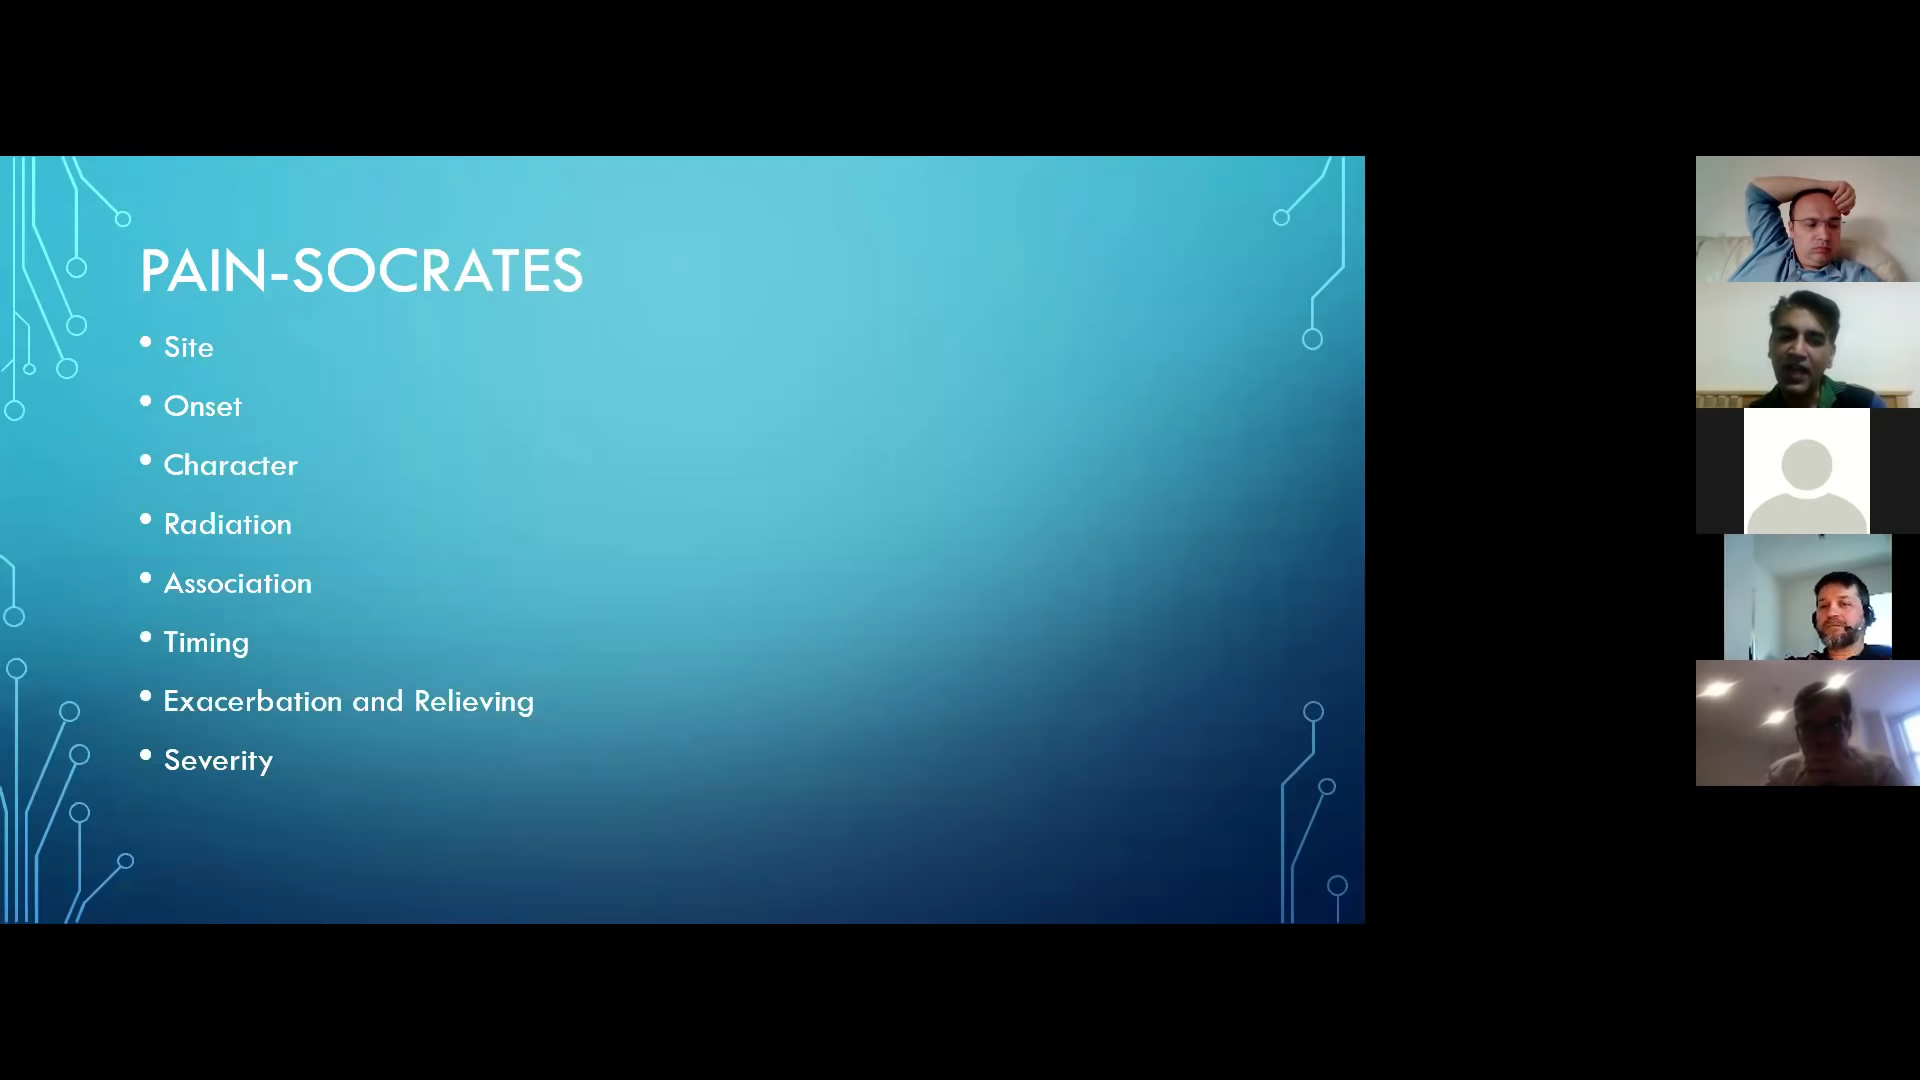 PAIN-SOCRATES
• Site
• Onset
• Character
• Radiation
• Association
• Timing
• Exacerbation and Relieving
• Severity